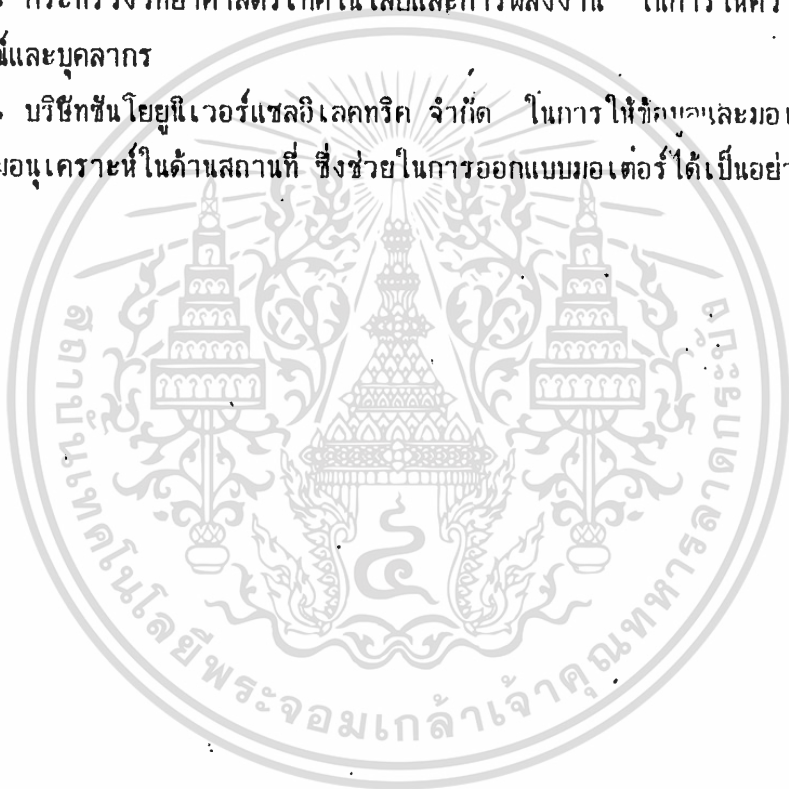 กระทรวงวิทยาศาสตร์เทคโนโลยีและการพลังงาน ในการให้คว
และบุคลากร
บริษัทซันโยยูนิเวอร์แซลอิเลคทริค จำกัด ในการให้ข้อมูลและมอเ
อนุเคราะห์ในด้านสถานที่ ซึ่งช่วยในการออกแบบมอเตอร์ได้เป็นอย่า
สถาบันเทคโนโลยีพระจอมเกล้าเจ้าคุณทหารลาดกระบัง